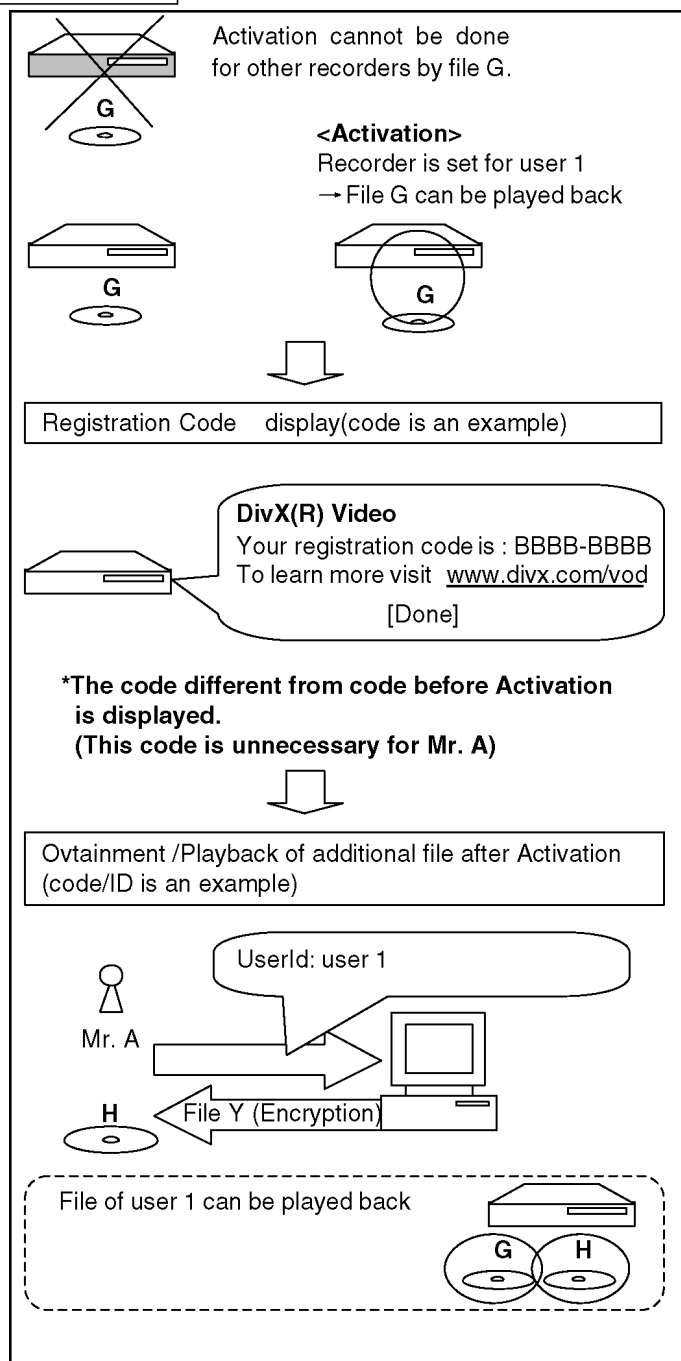 Activation cannot be done
for other recorders by file G.
G
<Activation>
Recorder is set for user 1
→ File G can be played back
G
G
Registration Code display(code is an example)
DivX(R) Video
Your registration code is : BBBB-BBBB
To learn more visit www.divx.com/vod
[Done]
*The code different from code before Activation
is displayed.
(This code is unnecessary for Mr. A)
Ovtainment /Playback of additional file after Activation
(code/ID is an example)
UserId: user 1
Mr. A
H
File Y (Encryption)
File of user 1 can be played back
G H